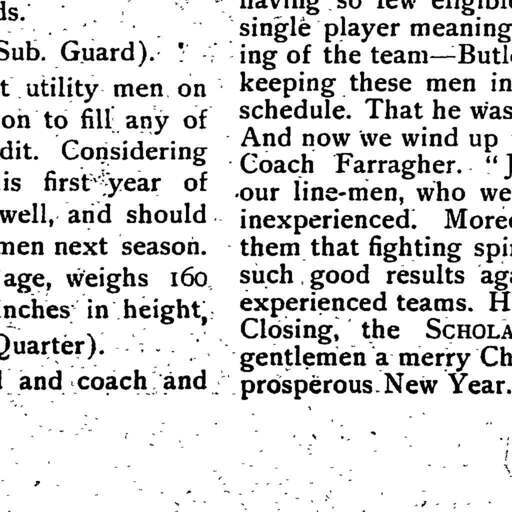 ds.
Sub. Guard).
t utility men on
on to fill any of
dit. Considering
is first year of
well, and should
men next season.
age, weighs 160
inches in height,
Quarter).
and coach and
having so few eligible
single player meaning
ing of the team—Butl
keeping these men in
schedule. That he was
And now we wind up
Coach Farragher. "J
our line-men, who we
inexperienced. More
them that fighting spi
such good results aga
experienced teams. H
Closing, the SCHOLA
gentlemen a merry Ch
prosperous New Year.